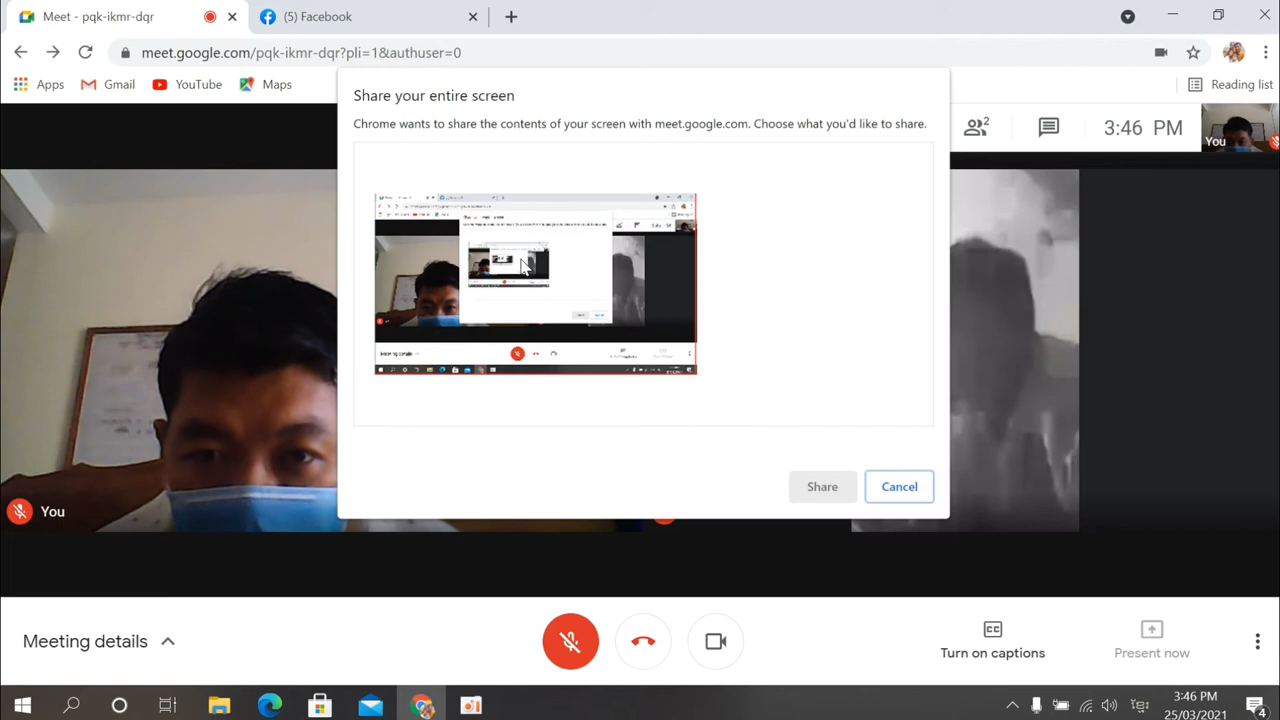 Meet - pqk-ikmr-dqr
(5) Facebook
meet.google.com/pqk-ikmr-dqr?pli=1&authuser=0
Apps
Gmail
YouTube
Maps
Reading list
Share your entire screen
Chrome wants to share the contents of your screen with meet.google.com. Choose what you'd like to share.
2
3:46 PM
You
Share
Cancel
You
Meeting details
CC
Turn on captions
Present now
3:46 PM
25/03/2021
4